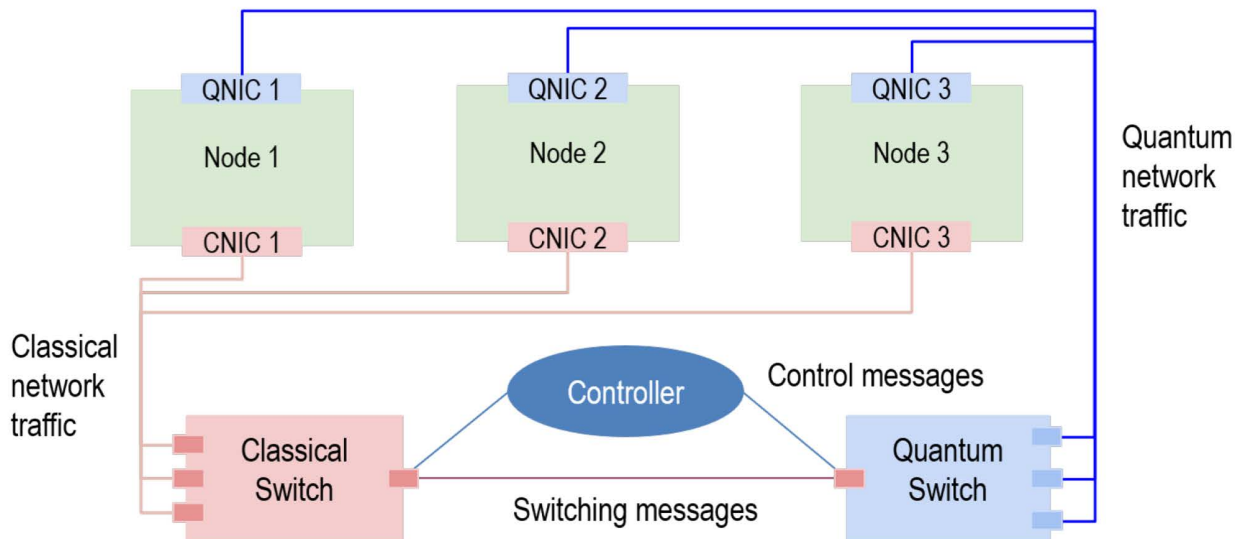 QNIC 1
QNIC 2
QNIC 3
Node 1
Node 2
Node 3
CNIC 1
CNIC 2
CNIC 3
Quantum
network
traffic
Classical
network
traffic
Controller
Control messages
Classical
Switch
Quantum
Switch
Switching messages